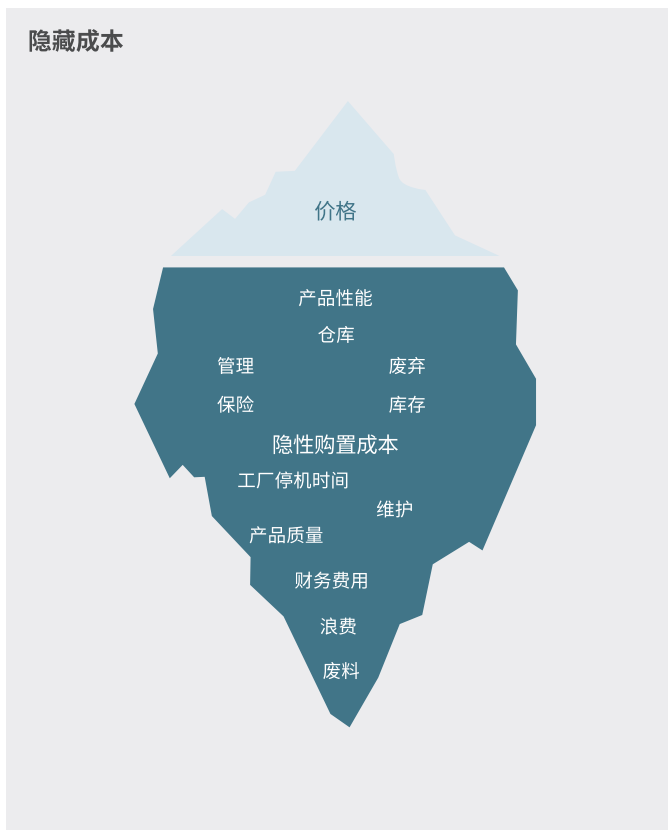 隐藏成本
价格
产品性能
仓库
管理
废弃
保险
库存
隐性购置成本
工厂停机时间
维护
产品质量
财务费用
浪费
废料